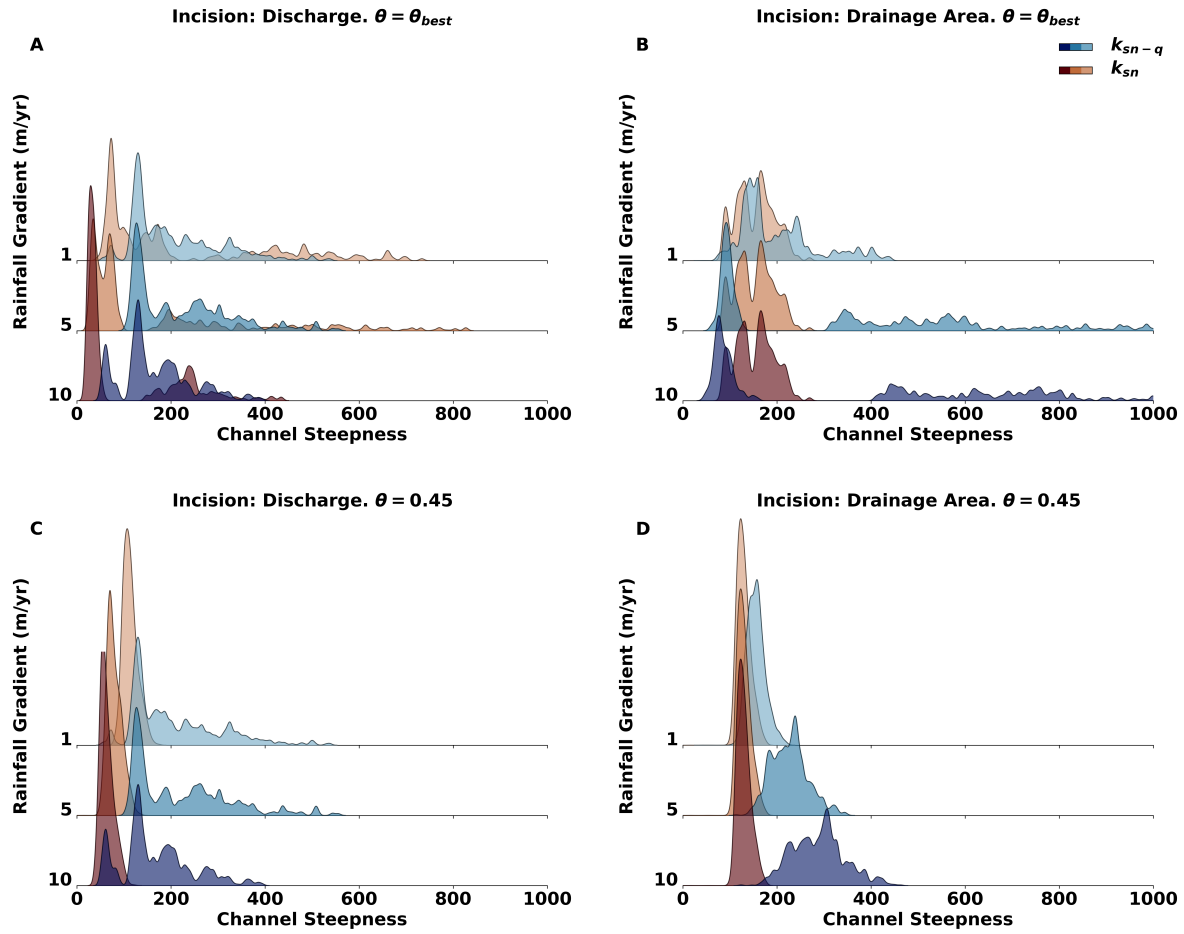 Incision: Discharge. θ = θbest
A
Rainfall Gradient (m/yr)
1
5
10
0 200 400 600 800 1000
Channel Steepness
Incision: Drainage Area. θ = θbest
B
ksn−q
ksn
Rainfall Gradient (m/yr)
1
5
10
0 200 400 600 800 1000
Channel Steepness
Incision: Discharge. θ = 0.45
C
Rainfall Gradient (m/yr)
1
5
10
0 200 400 600 800 1000
Channel Steepness
Incision: Drainage Area. θ = 0.45
D
Rainfall Gradient (m/yr)
1
5
10
0 200 400 600 800 1000
Channel Steepness